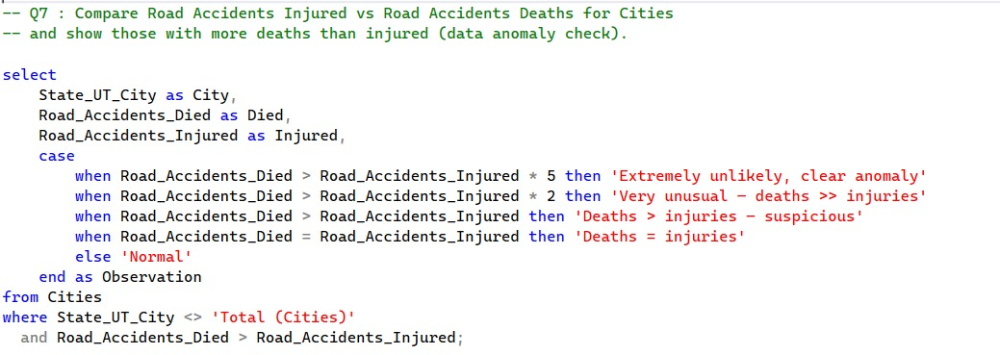 -- Q7 : Compare Road Accidents Injured vs Road Accidents Deaths for Cities
-- and show those with more deaths than injured (data anomaly check).
select
State_UT_City as City,
Road_Accidents_Died as Died,
Road_Accidents_Injured as Injured,
case
when Road_Accidents_Died > Road_Accidents_Injured * 5 then 'Extremely unlikely, clear anomaly'
when Road_Accidents_Died > Road_Accidents_Injured * 2 then 'Very unusual – deaths >> injuries'
when Road_Accidents_Died > Road_Accidents_Injured then 'Deaths > injuries – suspicious'
when Road_Accidents_Died = Road_Accidents_Injured then 'Deaths = injuries'
else 'Normal'
end as Observation
from Cities
where State_UT_City <> 'Total (Cities)'
and Road_Accidents_Died > Road_Accidents_Injured;